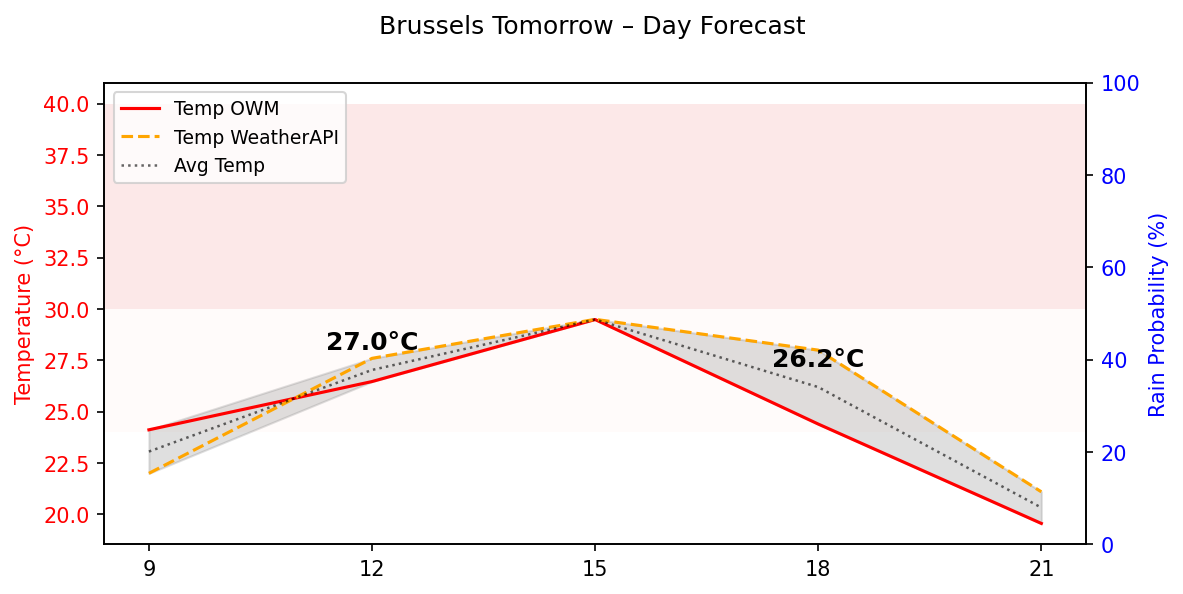 Brussels Tomorrow – Day Forecast
Temperature (°C)
40.0
37.5
35.0
32.5
30.0
27.5
25.0
22.5
20.0
Temp OWM
Temp WeatherAPI
Avg Temp
27.0°C
26.2°C
100
80
60
40
20
0
Rain Probability (%)
9 12 15 18 21